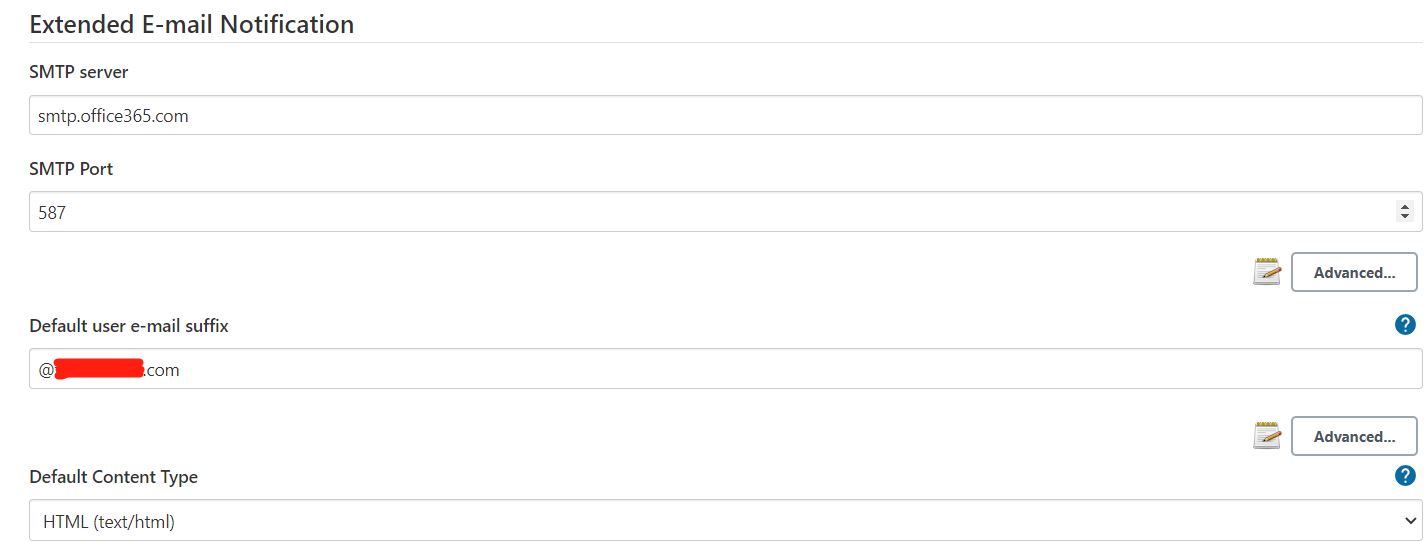 Extended E-mail Notification
SMTP server
smtp.office365.com
SMTP Port
587
Advanced...
Default user e-mail suffix
?
@ .com
Advanced...
Default Content Type
?
HTML (text/html)